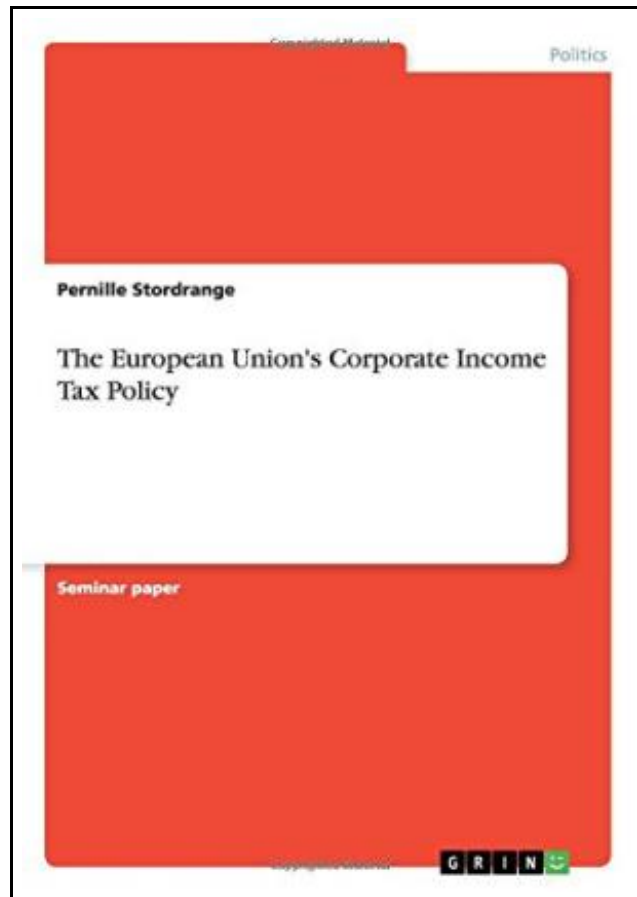 Politics
Pernille Stordrange
The European Union's Corporate Income
Tax Policy
Seminar paper
GRIN